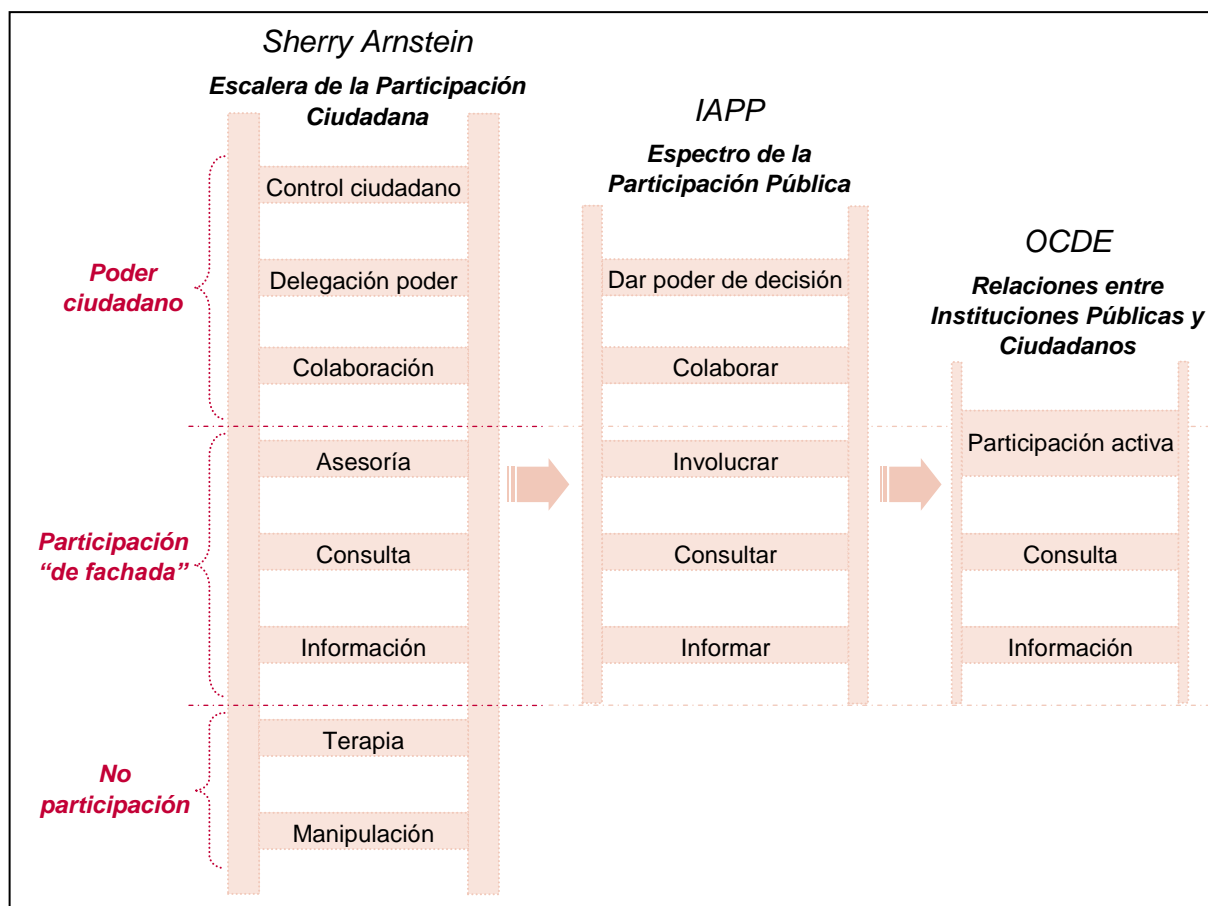 Sherry Arnstein
Escalera de la Participación
Ciudadana
Poder
ciudadano
Control ciudadano
Delegación poder
Colaboración
Participación
“de fachada”
Asesoría
Consulta
Información
No
participación
Terapia
Manipulación
IAPP
Espectro de la
Participación Pública
Dar poder de decisión
Colaborar
Involucrar
Consultar
Informar
OCDE
Relaciones entre
Instituciones Públicas y
Ciudadanos
Participación activa
Consulta
Información